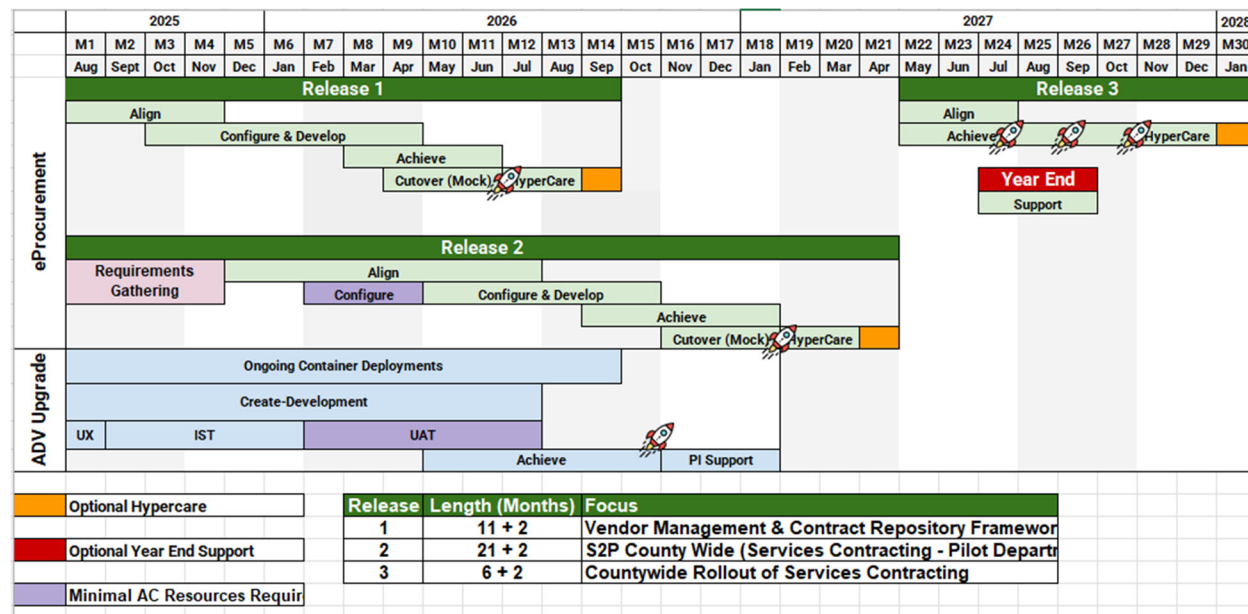 2025 2026 2027 2028
M1 M2 M3 M4 M5 M6 M7 M8 M9 M10 M11 M12 M13 M14 M15 M16 M17 M18 M19 M20 M21 M22 M23 M24 M25 M26 M27 M28 M29 M30
Aug Sept Oct Nov Dec Jan Feb Mar Apr May Jun Jul Aug Sep Oct Nov Dec Jan Feb Mar Apr May Jun Jul Aug Sep Oct Nov Dec Jan
eProcurement
Release 1 Release 3
Align Align
Configure & Develop Achieve HyperCare
Achieve
Cutover (Mock) HyperCare Year End
Support
Release 2
Requirements
Gathering
Align
Configure Configure & Develop
Achieve
Cutover (Mock) HyperCare
ADV Upgrade
Ongoing Container Deployments
Create-Development
UX IST UAT
Achieve PI Support
Optional Hypercare
Optional Year End Support
Minimal AC Resources Requir
Release Length (Months) Focus
1 11 + 2 Vendor Management & Contract Repository Framewor
2 21 + 2 S2P County Wide (Services Contracting - Pilot Departr
3 6 + 2 Countywide Rollout of Services Contracting